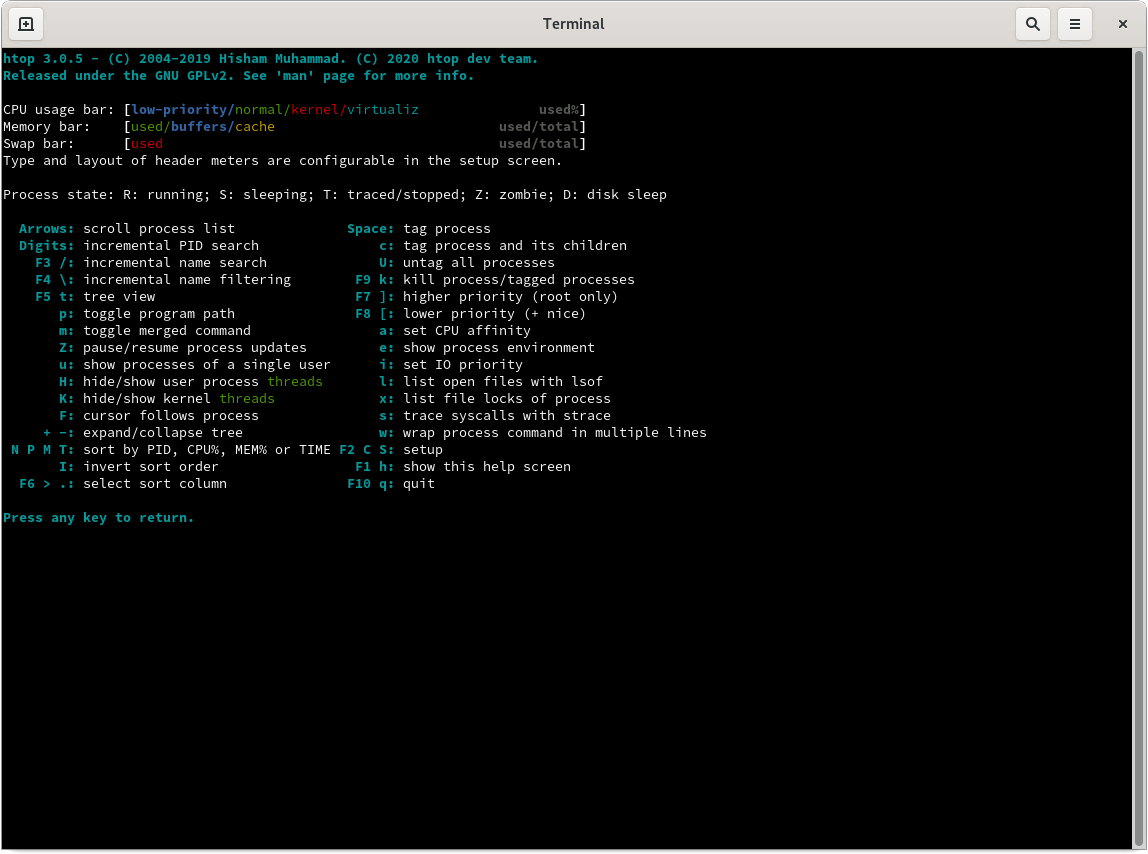 Terminal
htop 3.0.5 - (C) 2004-2019 Hisham Muhammad. (C) 2020 htop dev team.
Released under the GNU GPLv2. See 'man' page for more info.
CPU usage bar: [low-priority/normal/kernel/virtualiz               used%]
Memory bar:    [used/buffers/cache                            used/total]
Swap bar:      [used                                          used/total]
Type and layout of header meters are configurable in the setup screen.
Process state: R: running; S: sleeping; T: traced/stopped; Z: zombie; D: disk sleep
  Arrows: scroll process list              Space: tag process
  Digits: incremental PID search               c: tag process and its children
    F3 /: incremental name search              U: untag all processes
    F4 \: incremental name filtering        F9 k: kill process/tagged processes
    F5 t: tree view                         F7 ]: higher priority (root only)
       p: toggle program path               F8 [: lower priority (+ nice)
       m: toggle merged command                a: set CPU affinity
       Z: pause/resume process updates         e: show process environment
       u: show processes of a single user      i: set IO priority
       H: hide/show user process threads       l: list open files with lsof
       K: hide/show kernel threads             x: list file locks of process
       F: cursor follows process               s: trace syscalls with strace
     + -: expand/collapse tree                 w: wrap process command in multiple lines
 N P M T: sort by PID, CPU%, MEM% or TIME F2 C S: setup
       I: invert sort order                 F1 h: show this help screen
  F6 > .: select sort column               F10 q: quit
Press any key to return.